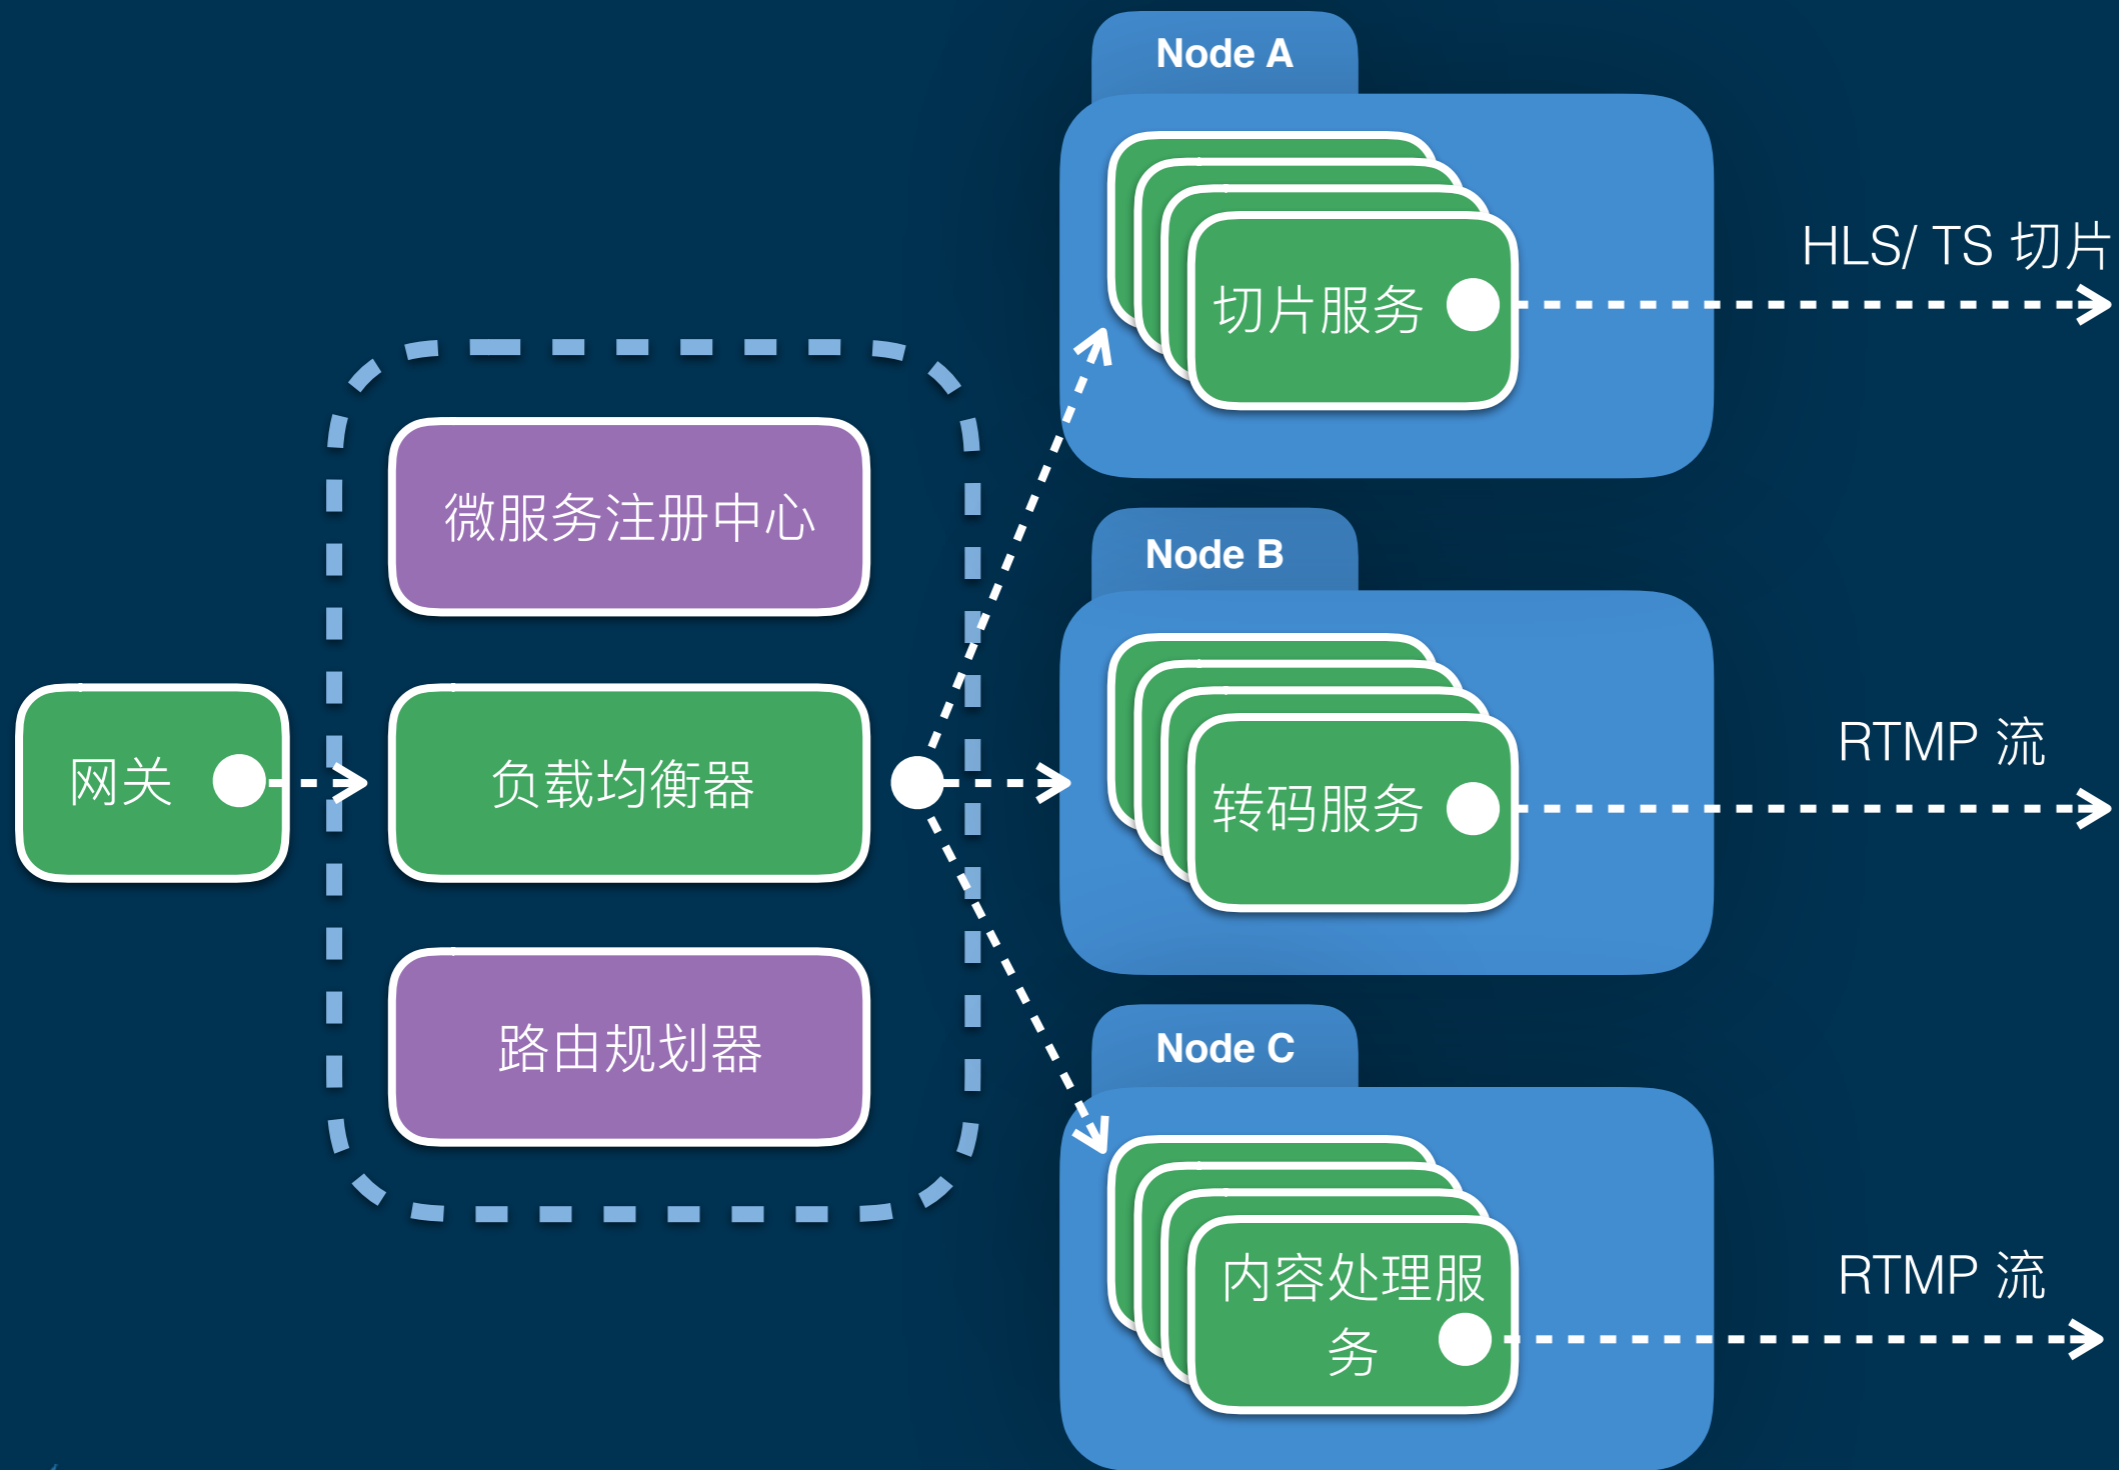 Node A
切片服务
HLS/ TS 切片
微服务注册中心
网关
负载均衡器
路由规划器
Node B
转码服务
RTMP 流
Node C
内容处理服
务
RTMP 流